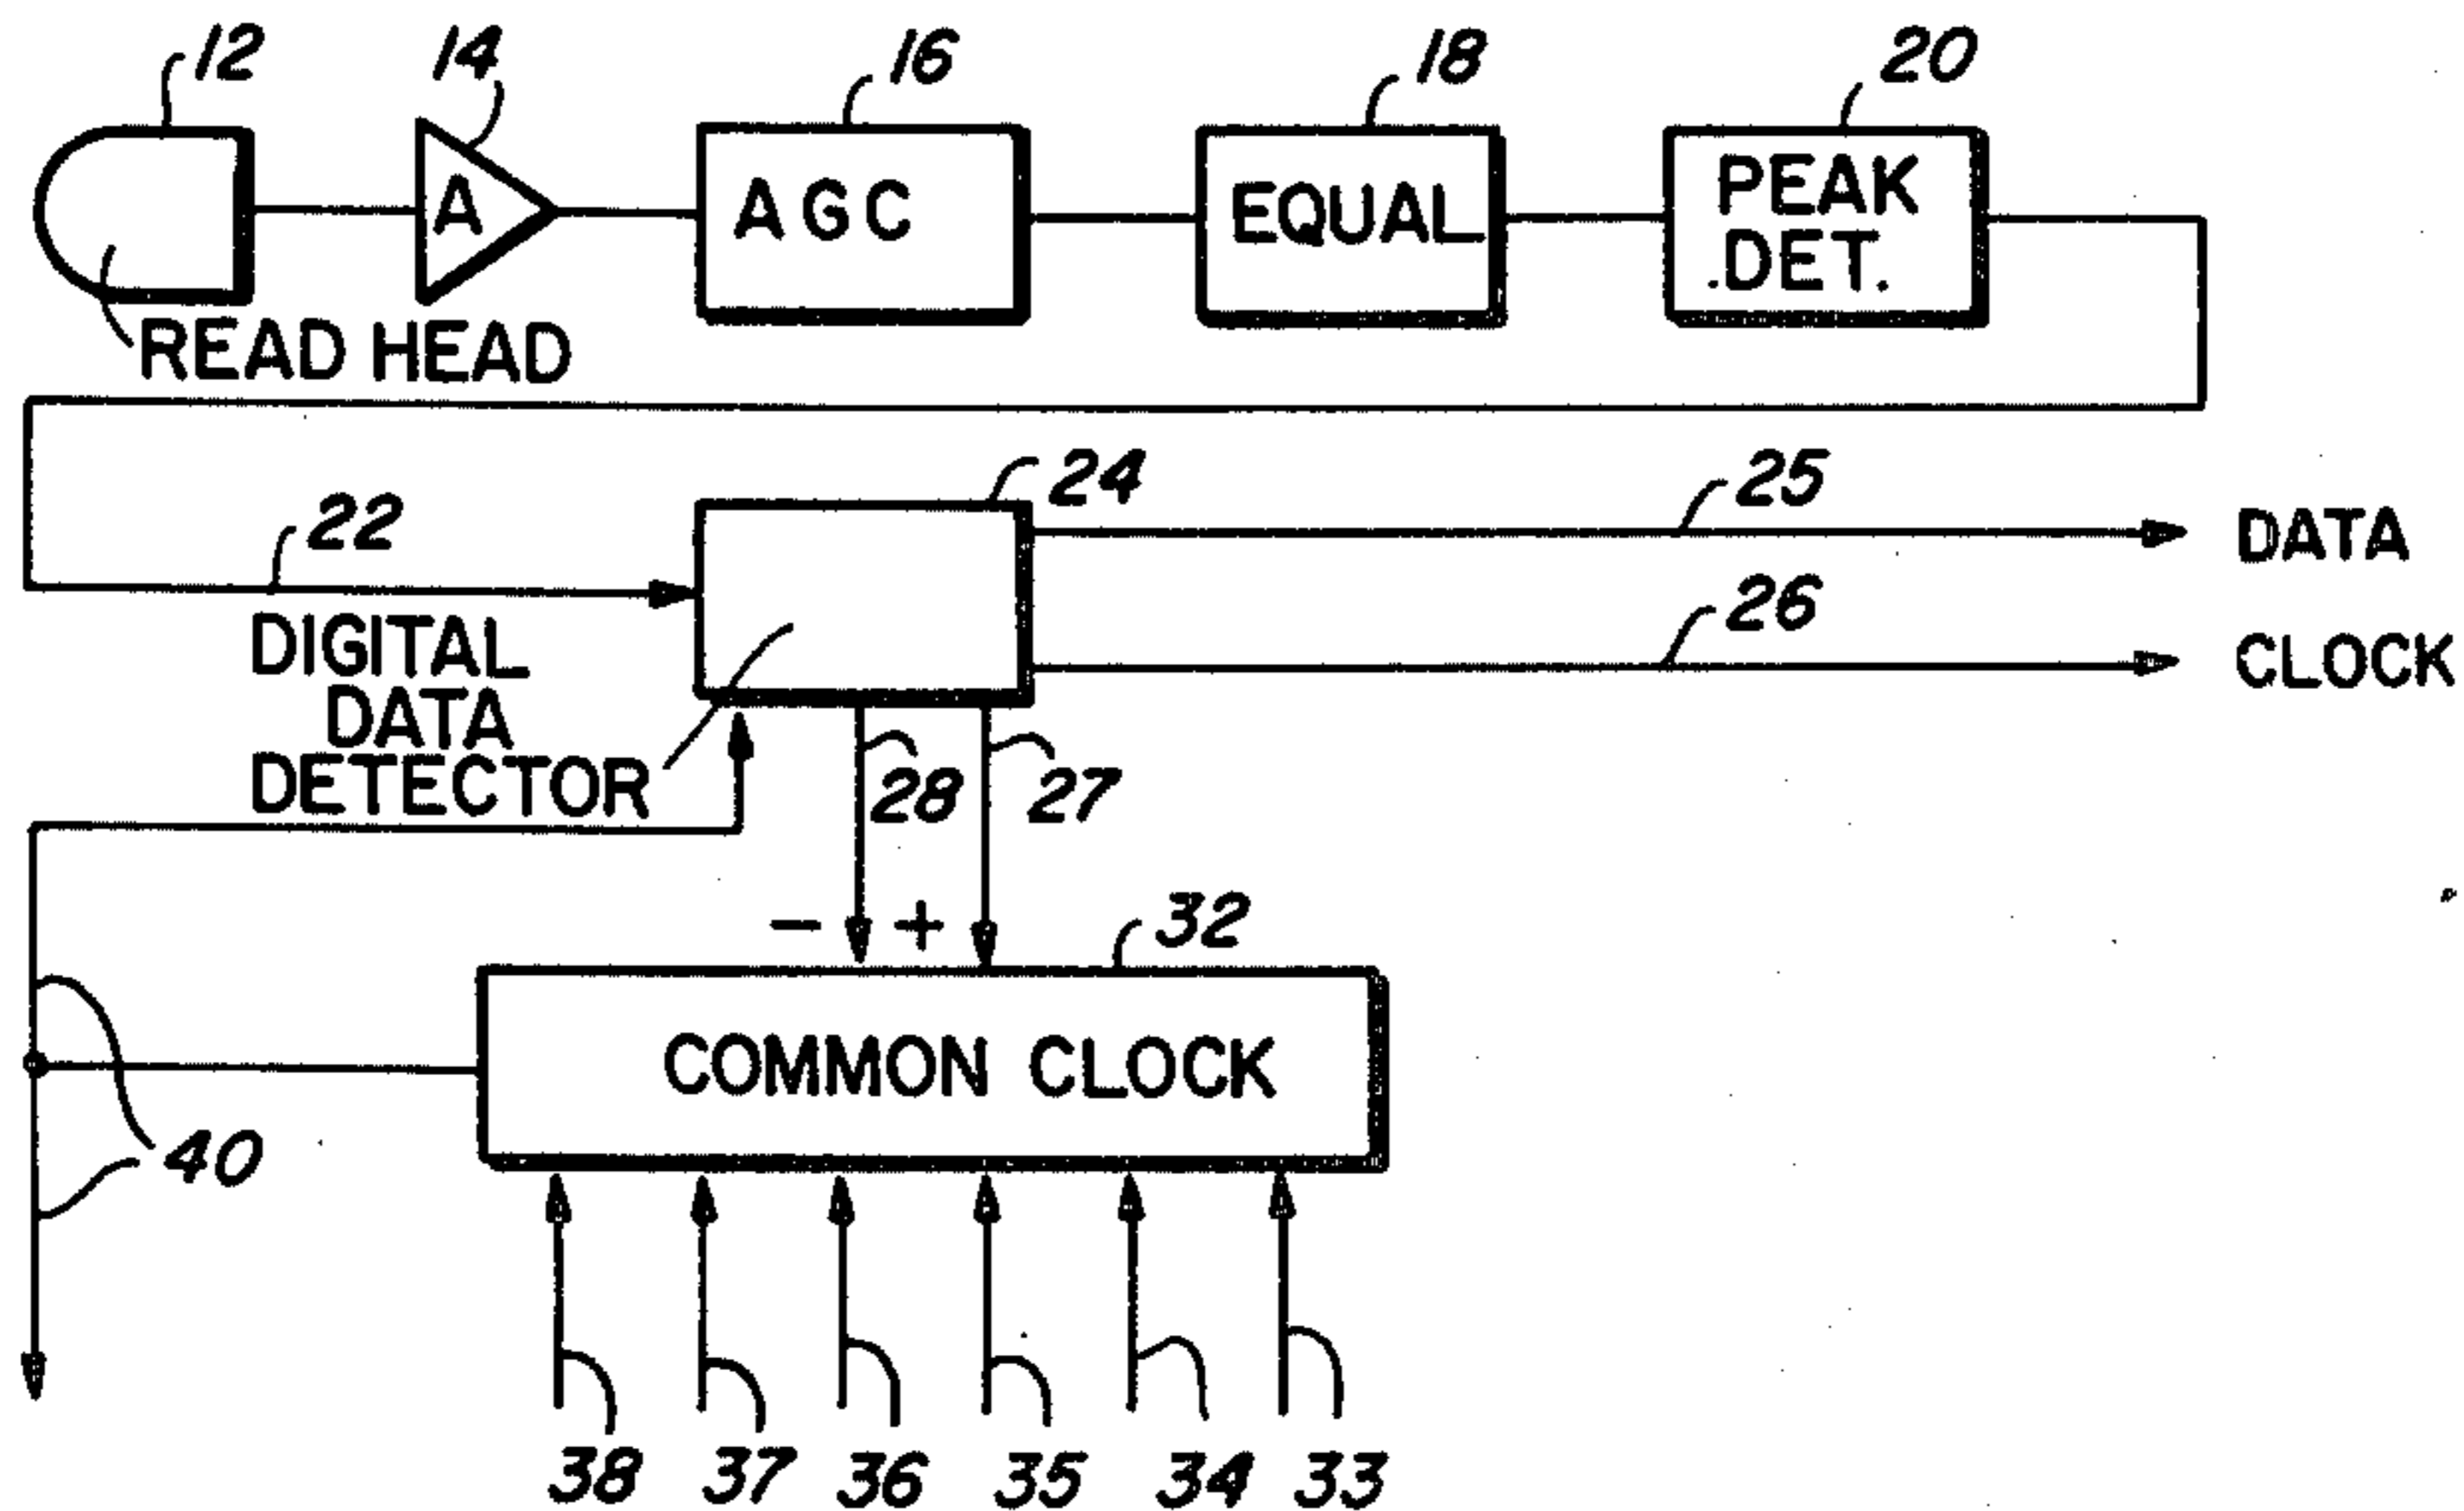 12 14 16 18 20
A AGC EQUAL PEAK
.DET.
READ HEAD
22 24 25 DATA
26 CLOCK
DIGITAL
DATA
DETECTOR
28 27
- + 32
COMMON CLOCK
40
38 37 36 35 34 33